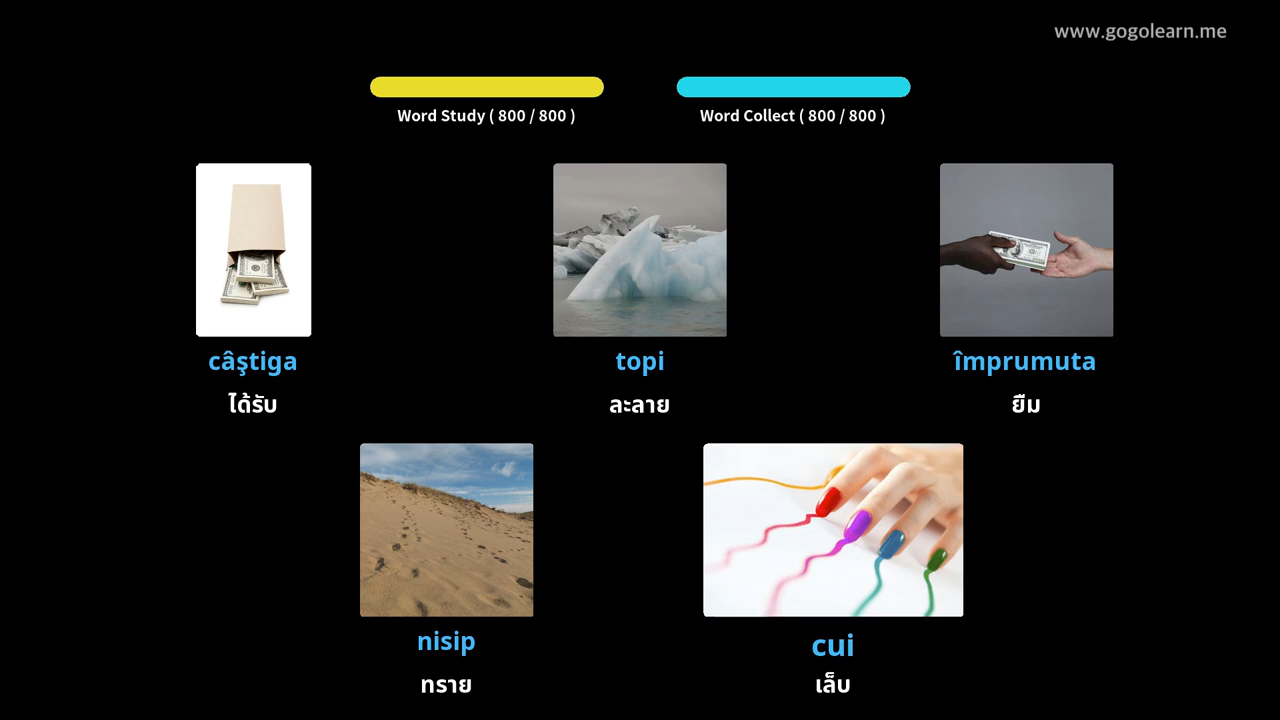 www.gogolearn.me
Word Study ( 800 / 800 )
Word Collect ( 800 / 800 )
câştiga
topi
împrumuta
ได้รับ
ละลาย
ยืม
nisip
cui
ทราย
เล็บ